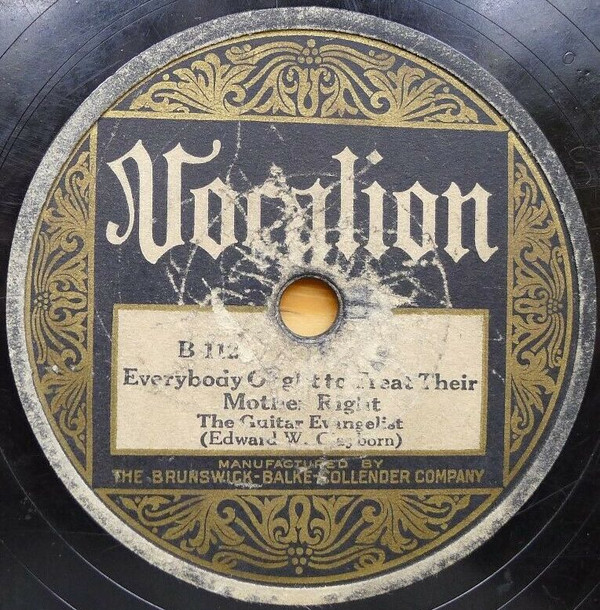 Vocalion
B 112
Everybody Ought to Treat Their
Mother Right
The Guitar Evangelist
(Edward W. Clayborn)
MANUFACTURED BY
THE BRUNSWICK-BALKE-COLLENDER COMPANY